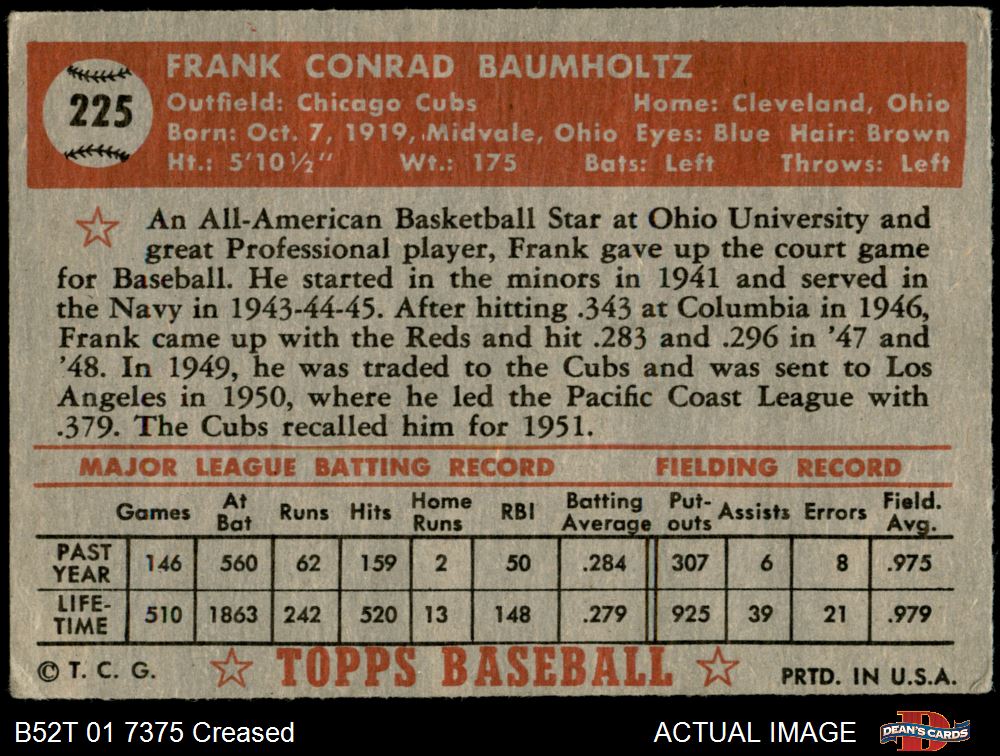 225
FRANK CONRAD BAUMHOLTZ
Outfield: Chicago Cubs Home: Cleveland, Ohio
Born: Oct. 7, 1919, Midvale, Ohio Eyes: Blue Hair: Brown
Ht.: 5'10½" Wt.: 175 Bats: Left Throws: Left
An All-American Basketball Star at Ohio University and
great Professional player, Frank gave up the court game
for Baseball. He started in the minors in 1941 and served in
the Navy in 1943-44-45. After hitting .343 at Columbia in 1946,
Frank came up with the Reds and hit .283 and .296 in '47 and
'48. In 1949, he was traded to the Cubs and was sent to Los
Angeles in 1950, where he led the Pacific Coast League with
.379. The Cubs recalled him for 1951.
MAJOR LEAGUE BATTING RECORD FIELDING RECORD
Games At Bat Runs Hits Home Runs RBI Batting Average Put-outs Assists Errors Field. Avg.
PAST YEAR 146 560 62 159 2 50 .284 307 6 8 .975
LIFE-TIME 510 1863 242 520 13 148 .279 925 39 21 .979
© T. C. G. TOPPS BASEBALL PRTD. IN U.S.A.
B52T 01 7375 Creased ACTUAL IMAGE DEAN'S CARDS